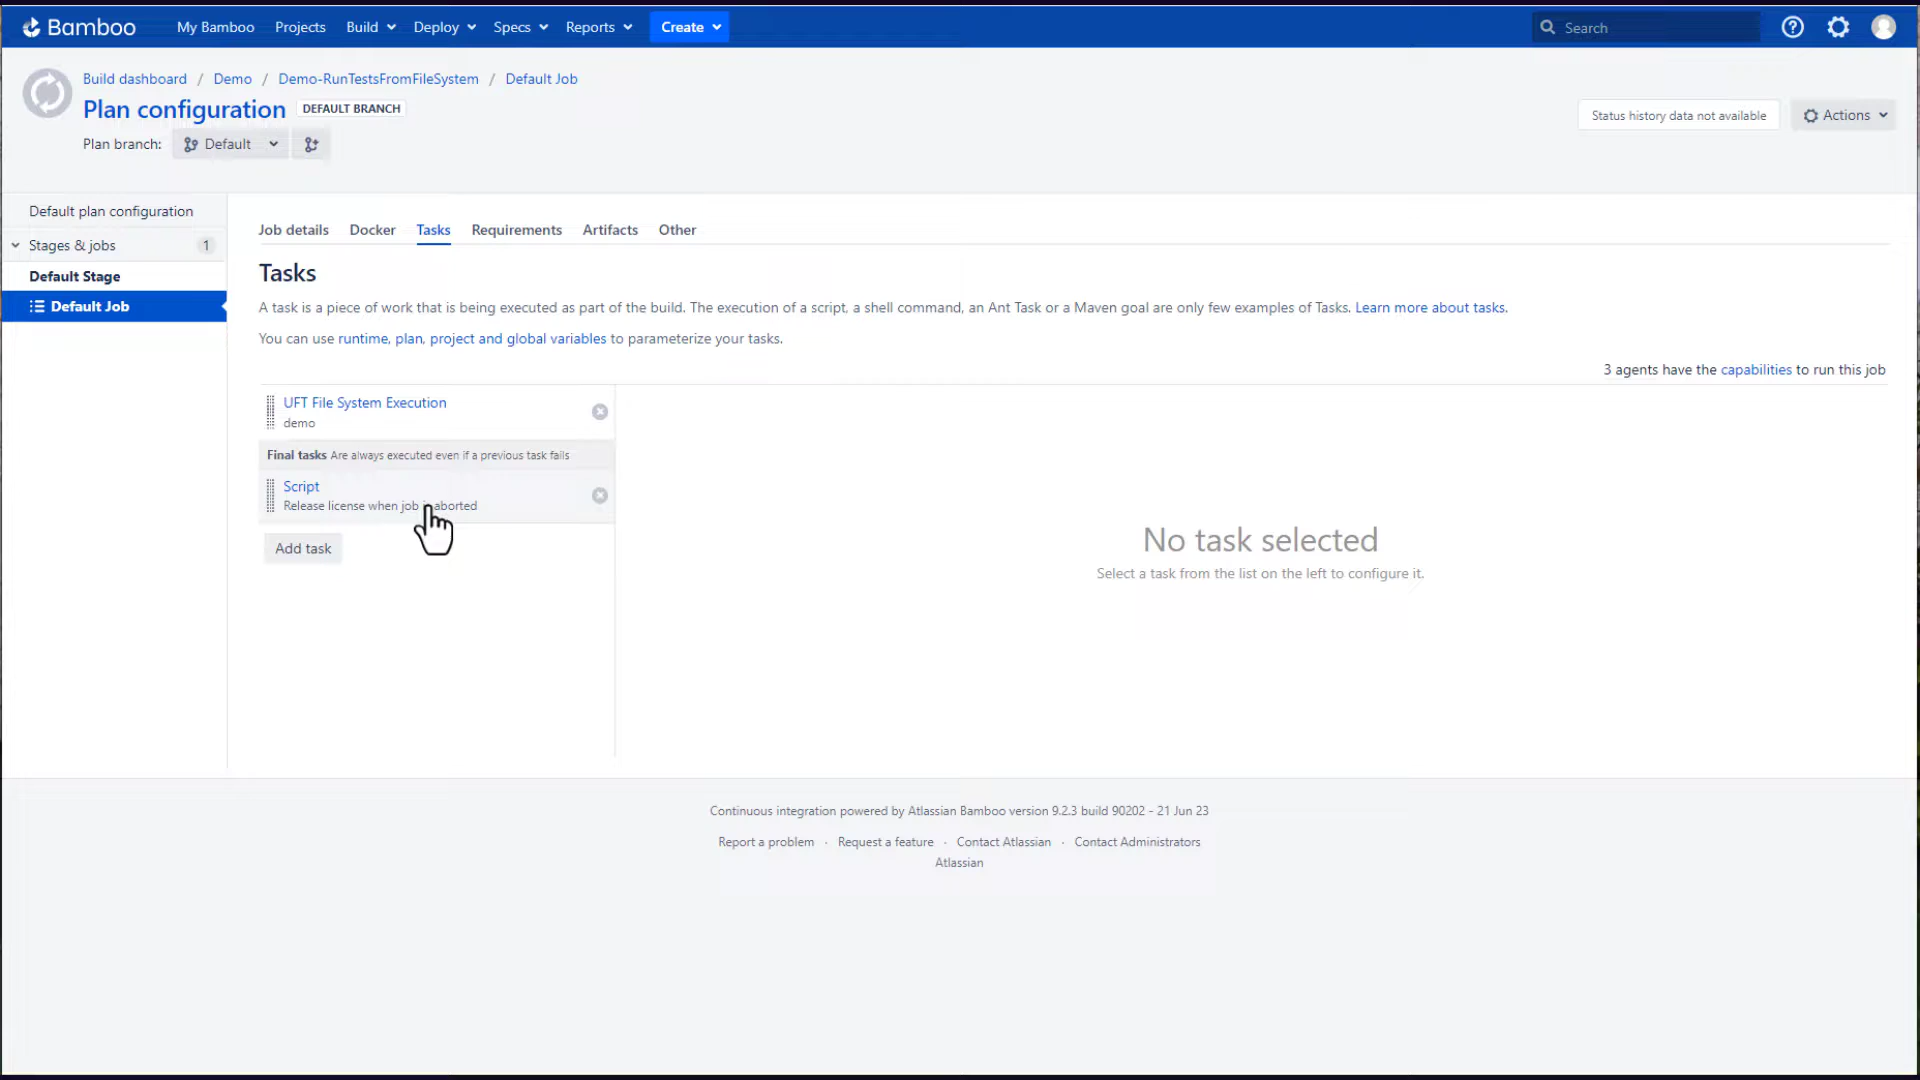 Bamboo My Bamboo Projects Build Deploy Specs Reports Create Search
Build dashboard / Demo / Demo-RunTestsFromFileSystem / Default Job
Plan configuration DEFAULT BRANCH
Status history data not available Actions
Plan branch: Default
Default plan configuration
Stages & jobs 1
Default Stage
Default Job
Job details Docker Tasks Requirements Artifacts Other
Tasks
A task is a piece of work that is being executed as part of the build. The execution of a script, a shell command, an Ant Task or a Maven goal are only few examples of Tasks. Learn more about tasks.
You can use runtime, plan, project and global variables to parameterize your tasks.
3 agents have the capabilities to run this job
UFT File System Execution
demo
Final tasks Are always executed even if a previous task fails
Script
Release license when job is aborted
Add task
No task selected
Select a task from the list on the left to configure it.
Continuous integration powered by Atlassian Bamboo version 9.2.3 build 90202 - 21 Jun 23
Report a problem · Request a feature · Contact Atlassian · Contact Administrators
Atlassian